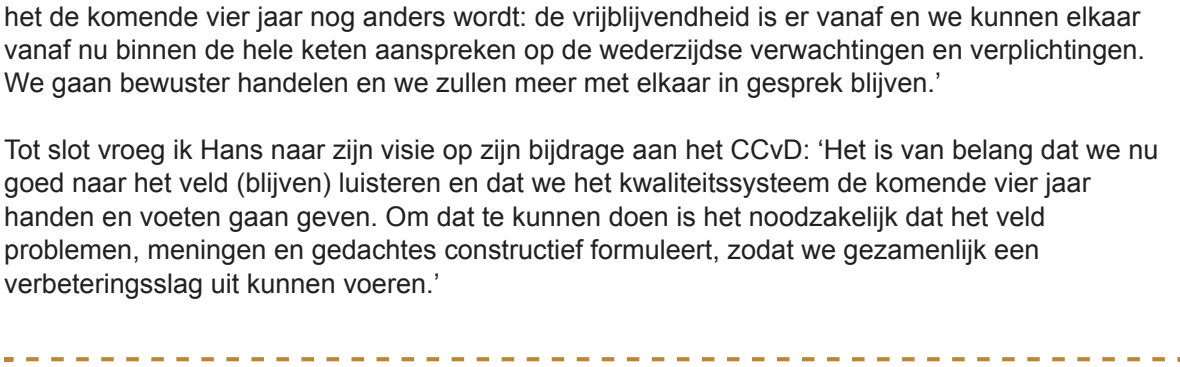 het de komende vier jaar nog anders wordt: de vrijblijvendheid is er vanaf en we kunnen elkaar
vanaf nu binnen de hele keten aanspreken op de wederzijdse verwachtingen en verplichtingen.
We gaan bewuster handelen en we zullen meer met elkaar in gesprek blijven.’
Tot slot vroeg ik Hans naar zijn visie op zijn bijdrage aan het CCvD: ‘Het is van belang dat we nu
goed naar het veld (blijven) luisteren en dat we het kwaliteitssysteem de komende vier jaar
handen en voeten gaan geven. Om dat te kunnen doen is het noodzakelijk dat het veld
problemen, meningen en gedachtes constructief formuleert, zodat we gezamenlijk een
verbeteringsslag uit kunnen voeren.’